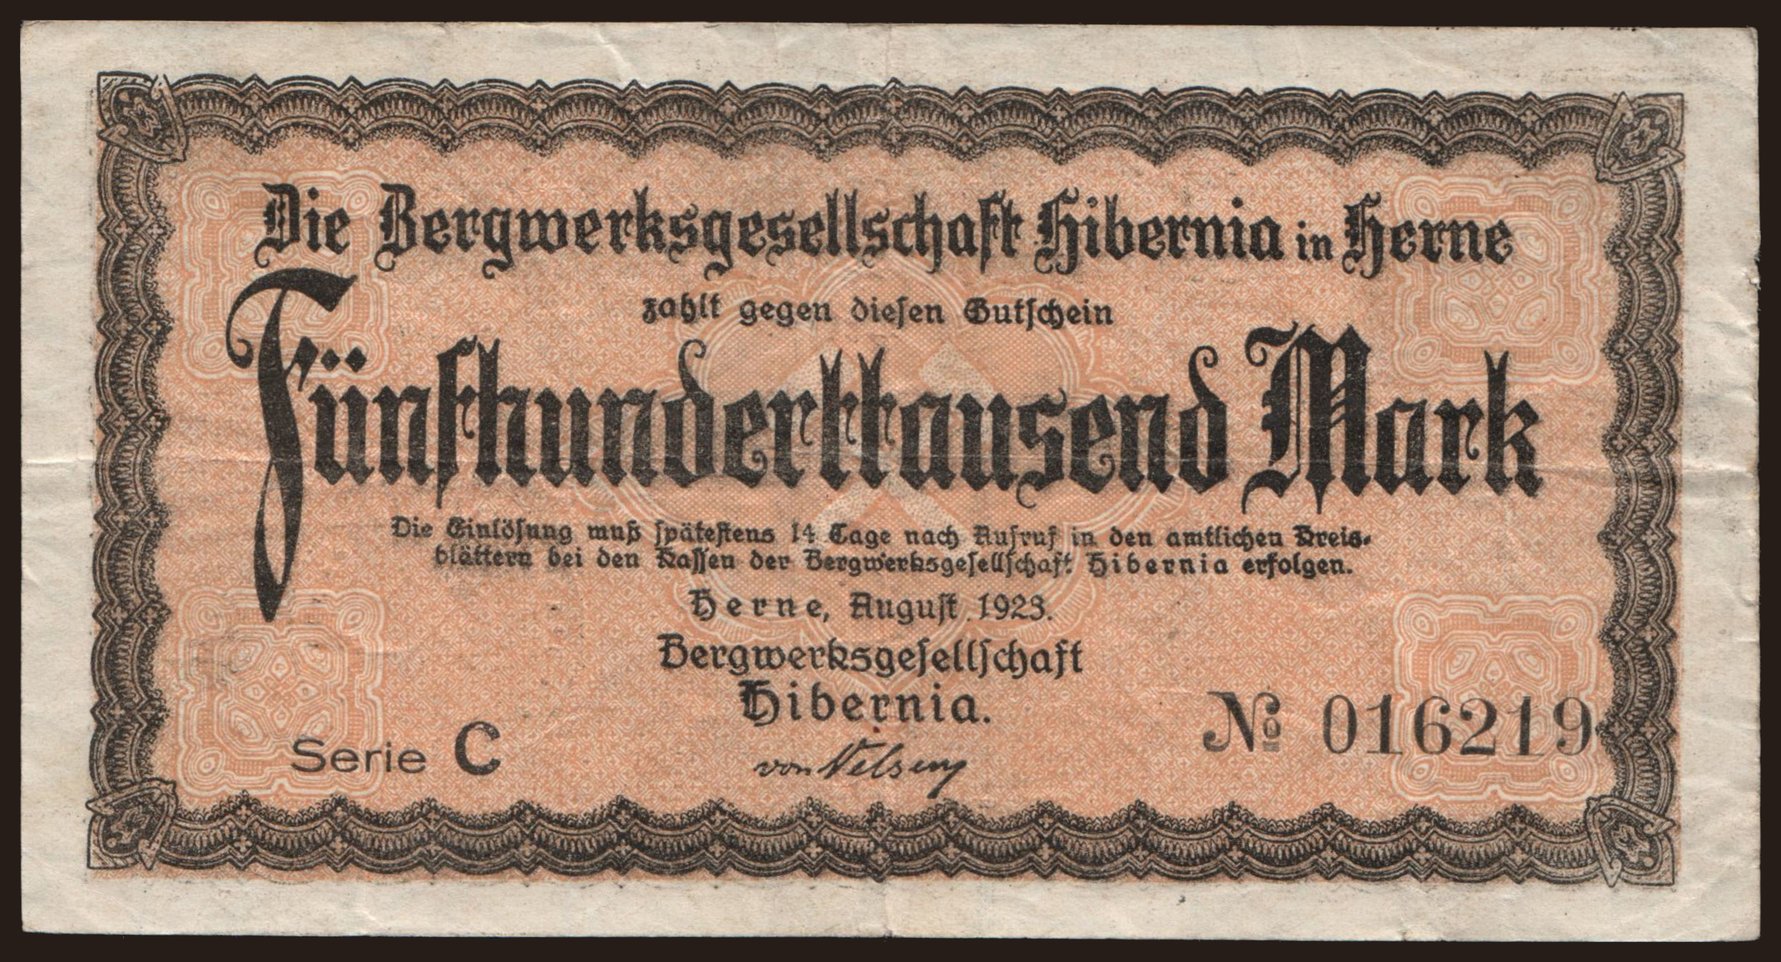 Die Bergwerksgesellschaft Hibernia in Herne
zahlt gegen diesen Gutschein
Fünfhunderttausend Mark
Die Einlösung muß spätestens 14 Tage nach Aufruf in den amtlichen Kreis-
blättern bei den Kassen der Bergwerksgesellschaft Hibernia erfolgen.
Herne, August 1923.
Bergwerksgesellschaft
Hibernia.
von Velsen
Serie C
№ 016219